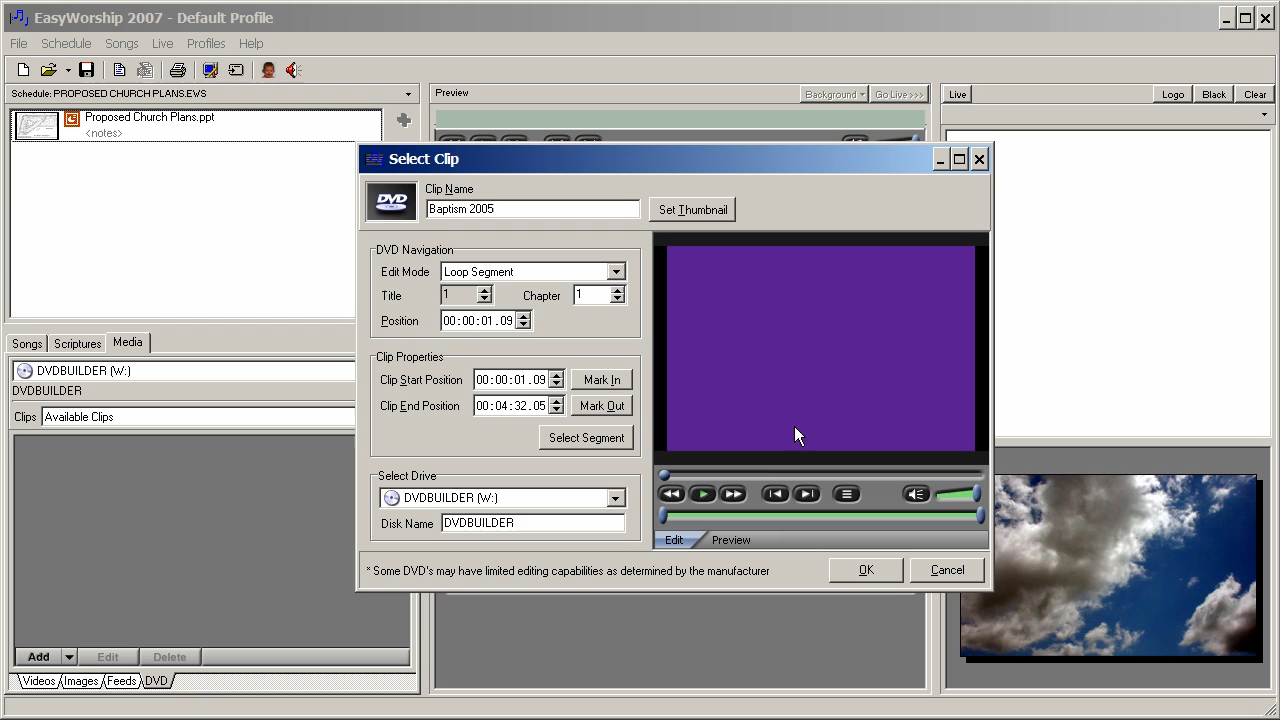 EasyWorship 2007 - Default Profile
File Schedule Songs Live Profiles Help
Schedule: PROPOSED CHURCH PLANS.EVS
Proposed Church Plans.ppt
<notes>
Preview
Background
Go Live >>>
Live
Logo
Black
Clear
Select Clip
DVD
Clip Name
Baptism 2005
Set Thumbnail
DVD Navigation
Edit Mode Loop Segment
Title 1 Chapter 1
Position 00:00:01.09
Clip Properties
Clip Start Position 00:00:01.09 Mark In
Clip End Position 00:04:32.05 Mark Out
Select Segment
Select Drive
DVDBUILDER (W:)
Disk Name DVDBUILDER
Edit Preview
* Some DVD's may have limited editing capabilities as determined by the manufacturer
OK
Cancel
Songs Scriptures Media
DVDBUILDER (W:)
DVDBUILDER
Clips Available Clips
Add Edit Delete
Videos Images Feeds DVD